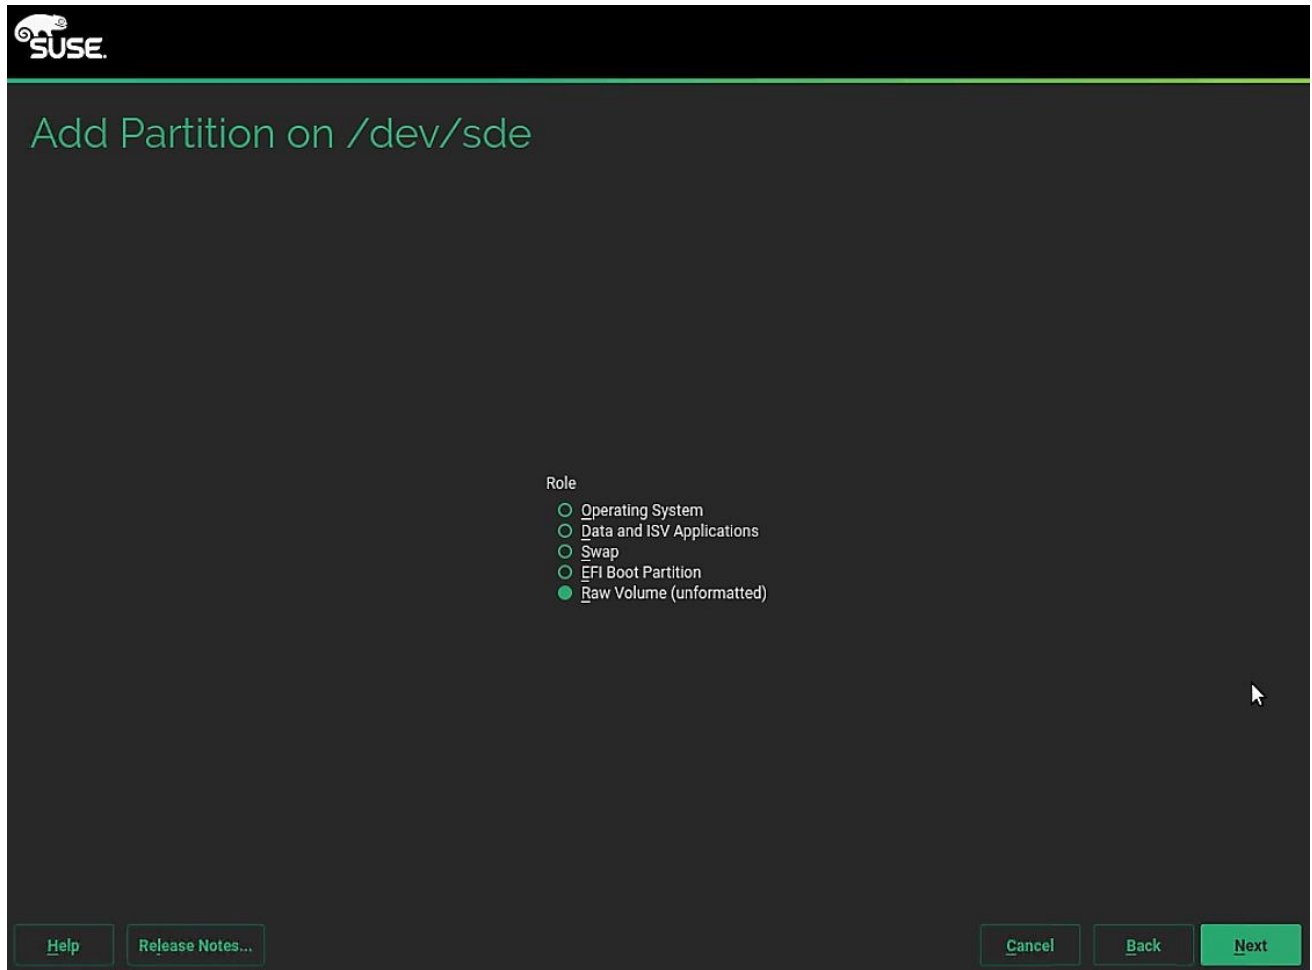 SUSE.
Add Partition on /dev/sde
Role
Operating System
Data and ISV Applications
Swap
EFI Boot Partition
Raw Volume (unformatted)
Help Release Notes... Cancel Back Next